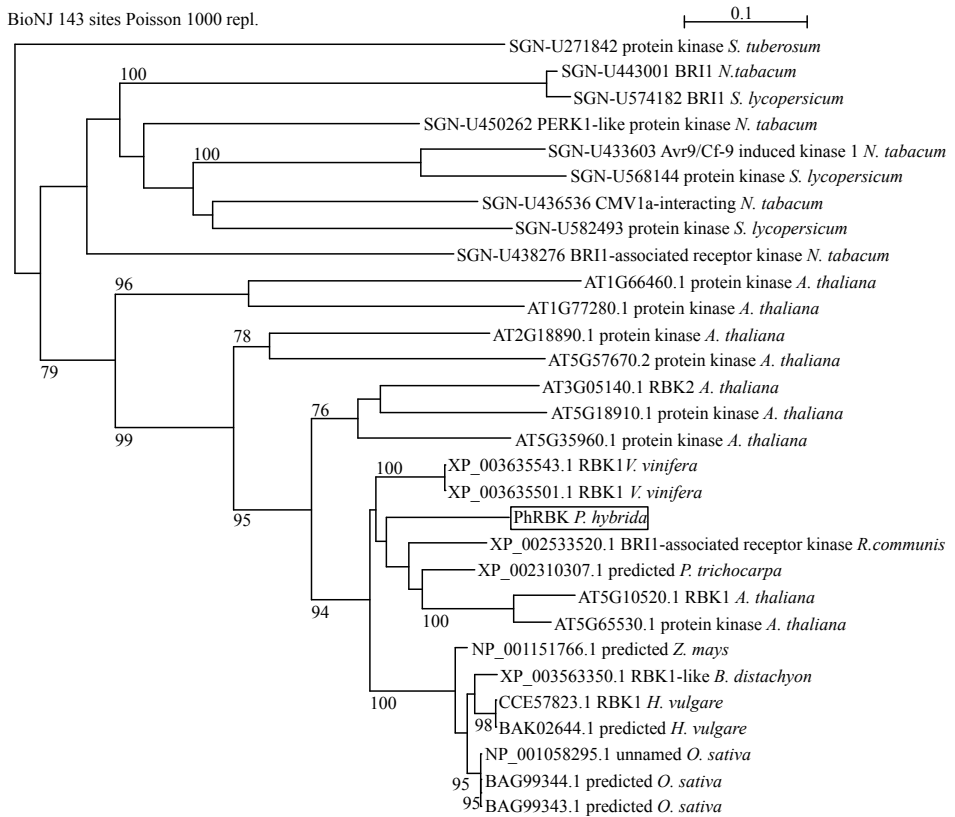 BioNJ 143 sites Poisson 1000 repl.
0.1
SGN-U271842 protein kinase S. tuberosum
100
SGN-U443001 BRI1 N.tabacum
SGN-U574182 BRI1 S. lycopersicum
SGN-U450262 PERK1-like protein kinase N. tabacum
100
SGN-U433603 Avr9/Cf-9 induced kinase 1 N. tabacum
SGN-U568144 protein kinase S. lycopersicum
SGN-U436536 CMV1a-interacting N. tabacum
SGN-U582493 protein kinase S. lycopersicum
SGN-U438276 BRI1-associated receptor kinase N. tabacum
96
AT1G66460.1 protein kinase A. thaliana
AT1G77280.1 protein kinase A. thaliana
78
AT2G18890.1 protein kinase A. thaliana
AT5G57670.2 protein kinase A. thaliana
79
AT3G05140.1 RBK2 A. thaliana
76
AT5G18910.1 protein kinase A. thaliana
99
AT5G35960.1 protein kinase A. thaliana
100
XP_003635543.1 RBK1V. vinifera
XP_003635501.1 RBK1 V. vinifera
95
PhRBK P. hybrida
XP_002533520.1 BRI1-associated receptor kinase R.communis
XP_002310307.1 predicted P. trichocarpa
AT5G10520.1 RBK1 A. thaliana
94
100
AT5G65530.1 protein kinase A. thaliana
NP_001151766.1 predicted Z. mays
XP_003563350.1 RBK1-like B. distachyon
100
CCE57823.1 RBK1 H. vulgare
98
BAK02644.1 predicted H. vulgare
NP_001058295.1 unnamed O. sativa
95
BAG99344.1 predicted O. sativa
95
BAG99343.1 predicted O. sativa